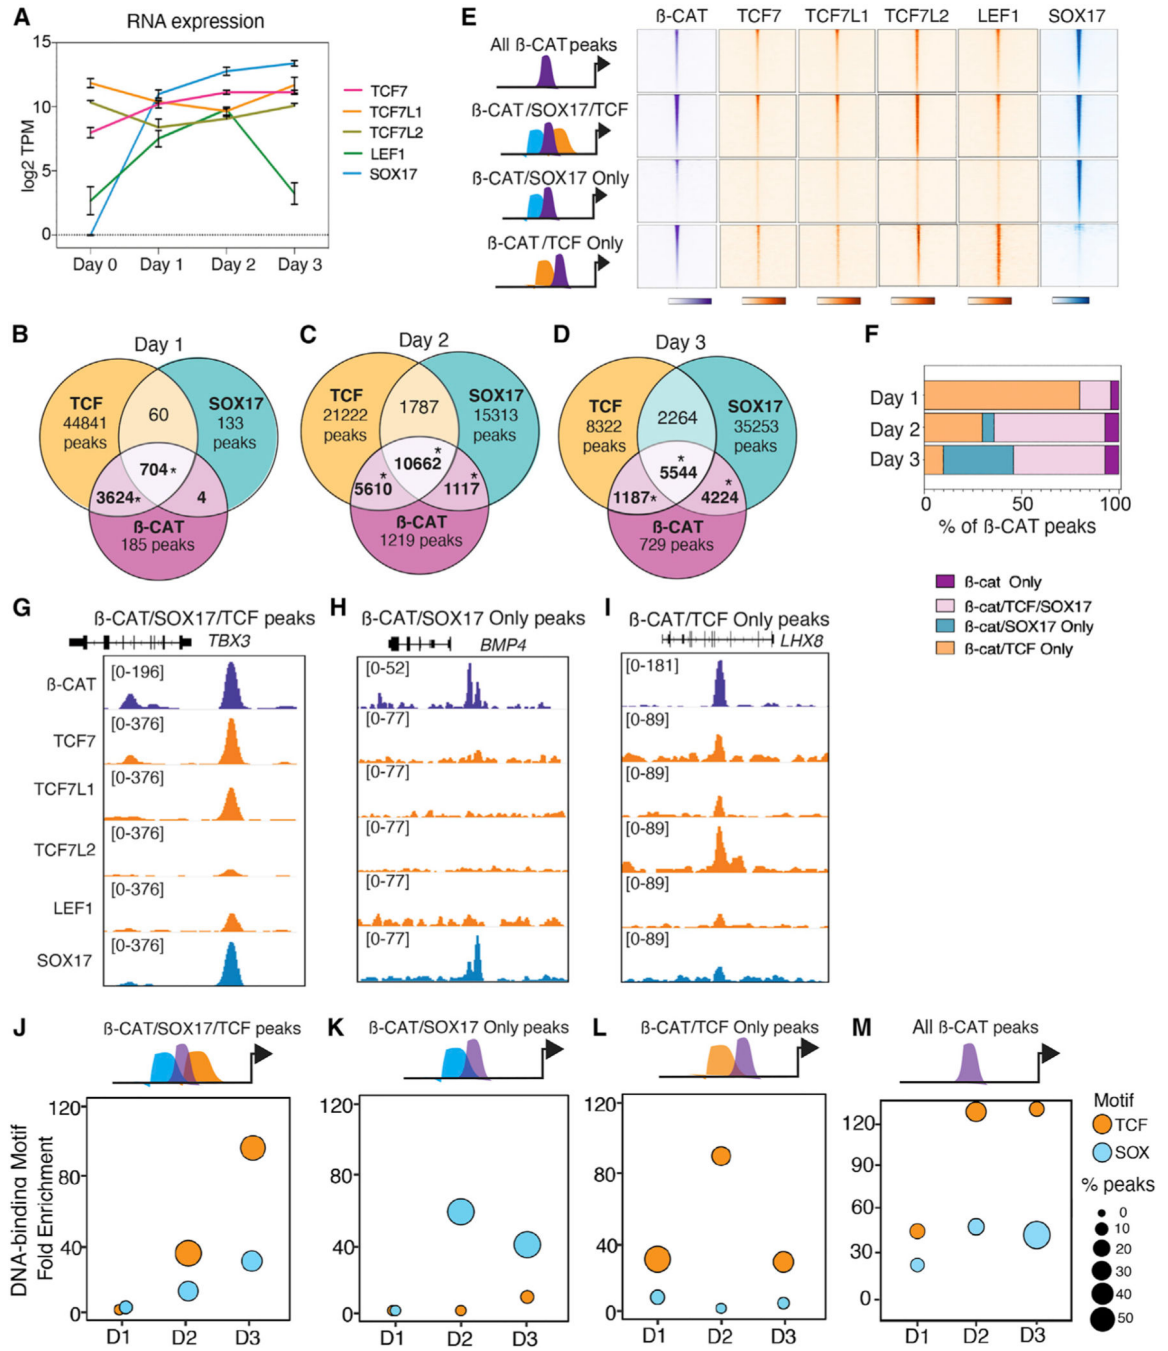 A
RNA expression
15
10
5
0
log2 TPM
Day 0
Day 1
Day 2
Day 3
TCF7
TCF7L1
TCF7L2
LEF1
SOX17
E
ß-CAT
TCF7
TCF7L1
TCF7L2
LEF1
SOX17
All ß-CAT peaks
ß-CAT/SOX17/TCF
ß-CAT/SOX17 Only
ß-CAT/TCF Only
B
Day 1
TCF
44841
peaks
60
SOX17
133
peaks
704*
3624*
4
ß-CAT
185 peaks
C
Day 2
TCF
21222
peaks
1787
SOX17
15313
peaks
*
10662
*
5610
*
1117
ß-CAT
1219 peaks
D
Day 3
TCF
8322
peaks
2264
SOX17
35253
peaks
*
5544
1187*
*
4224
ß-CAT
729 peaks
F
Day 1
Day 2
Day 3
0
50
100
% of ß-CAT peaks
ß-cat Only
ß-cat/TCF/SOX17
ß-cat/SOX17 Only
ß-cat/TCF Only
G
ß-CAT/SOX17/TCF peaks
TBX3
ß-CAT
[0-196]
TCF7
[0-376]
TCF7L1
[0-376]
TCF7L2
[0-376]
LEF1
[0-376]
SOX17
[0-376]
H
ß-CAT/SOX17 Only peaks
BMP4
[0-52]
[0-77]
[0-77]
[0-77]
[0-77]
[0-77]
I
ß-CAT/TCF Only peaks
LHX8
[0-181]
[0-89]
[0-89]
[0-89]
[0-89]
[0-89]
J
ß-CAT/SOX17/TCF peaks
DNA-binding Motif
Fold Enrichment
120
80
40
0
D1
D2
D3
K
ß-CAT/SOX17 Only peaks
120
80
40
0
D1
D2
D3
L
ß-CAT/TCF Only peaks
120
80
40
0
D1
D2
D3
M
All ß-CAT peaks
120
90
60
30
0
D1
D2
D3
Motif
TCF
SOX
% peaks
0
10
20
30
40
50